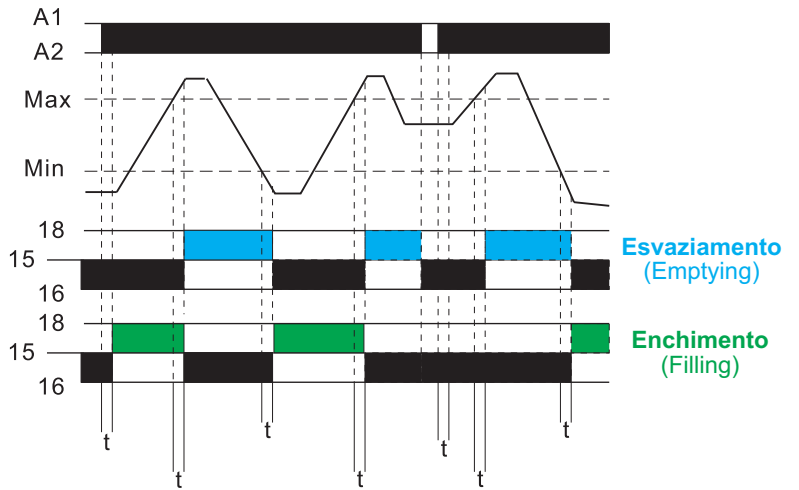 A1
A2
Max
Min
18
15
16
Esvaziamento
(Emptying)
18
15
16
Enchimento
(Filling)
t
t
t
t
t
t
t